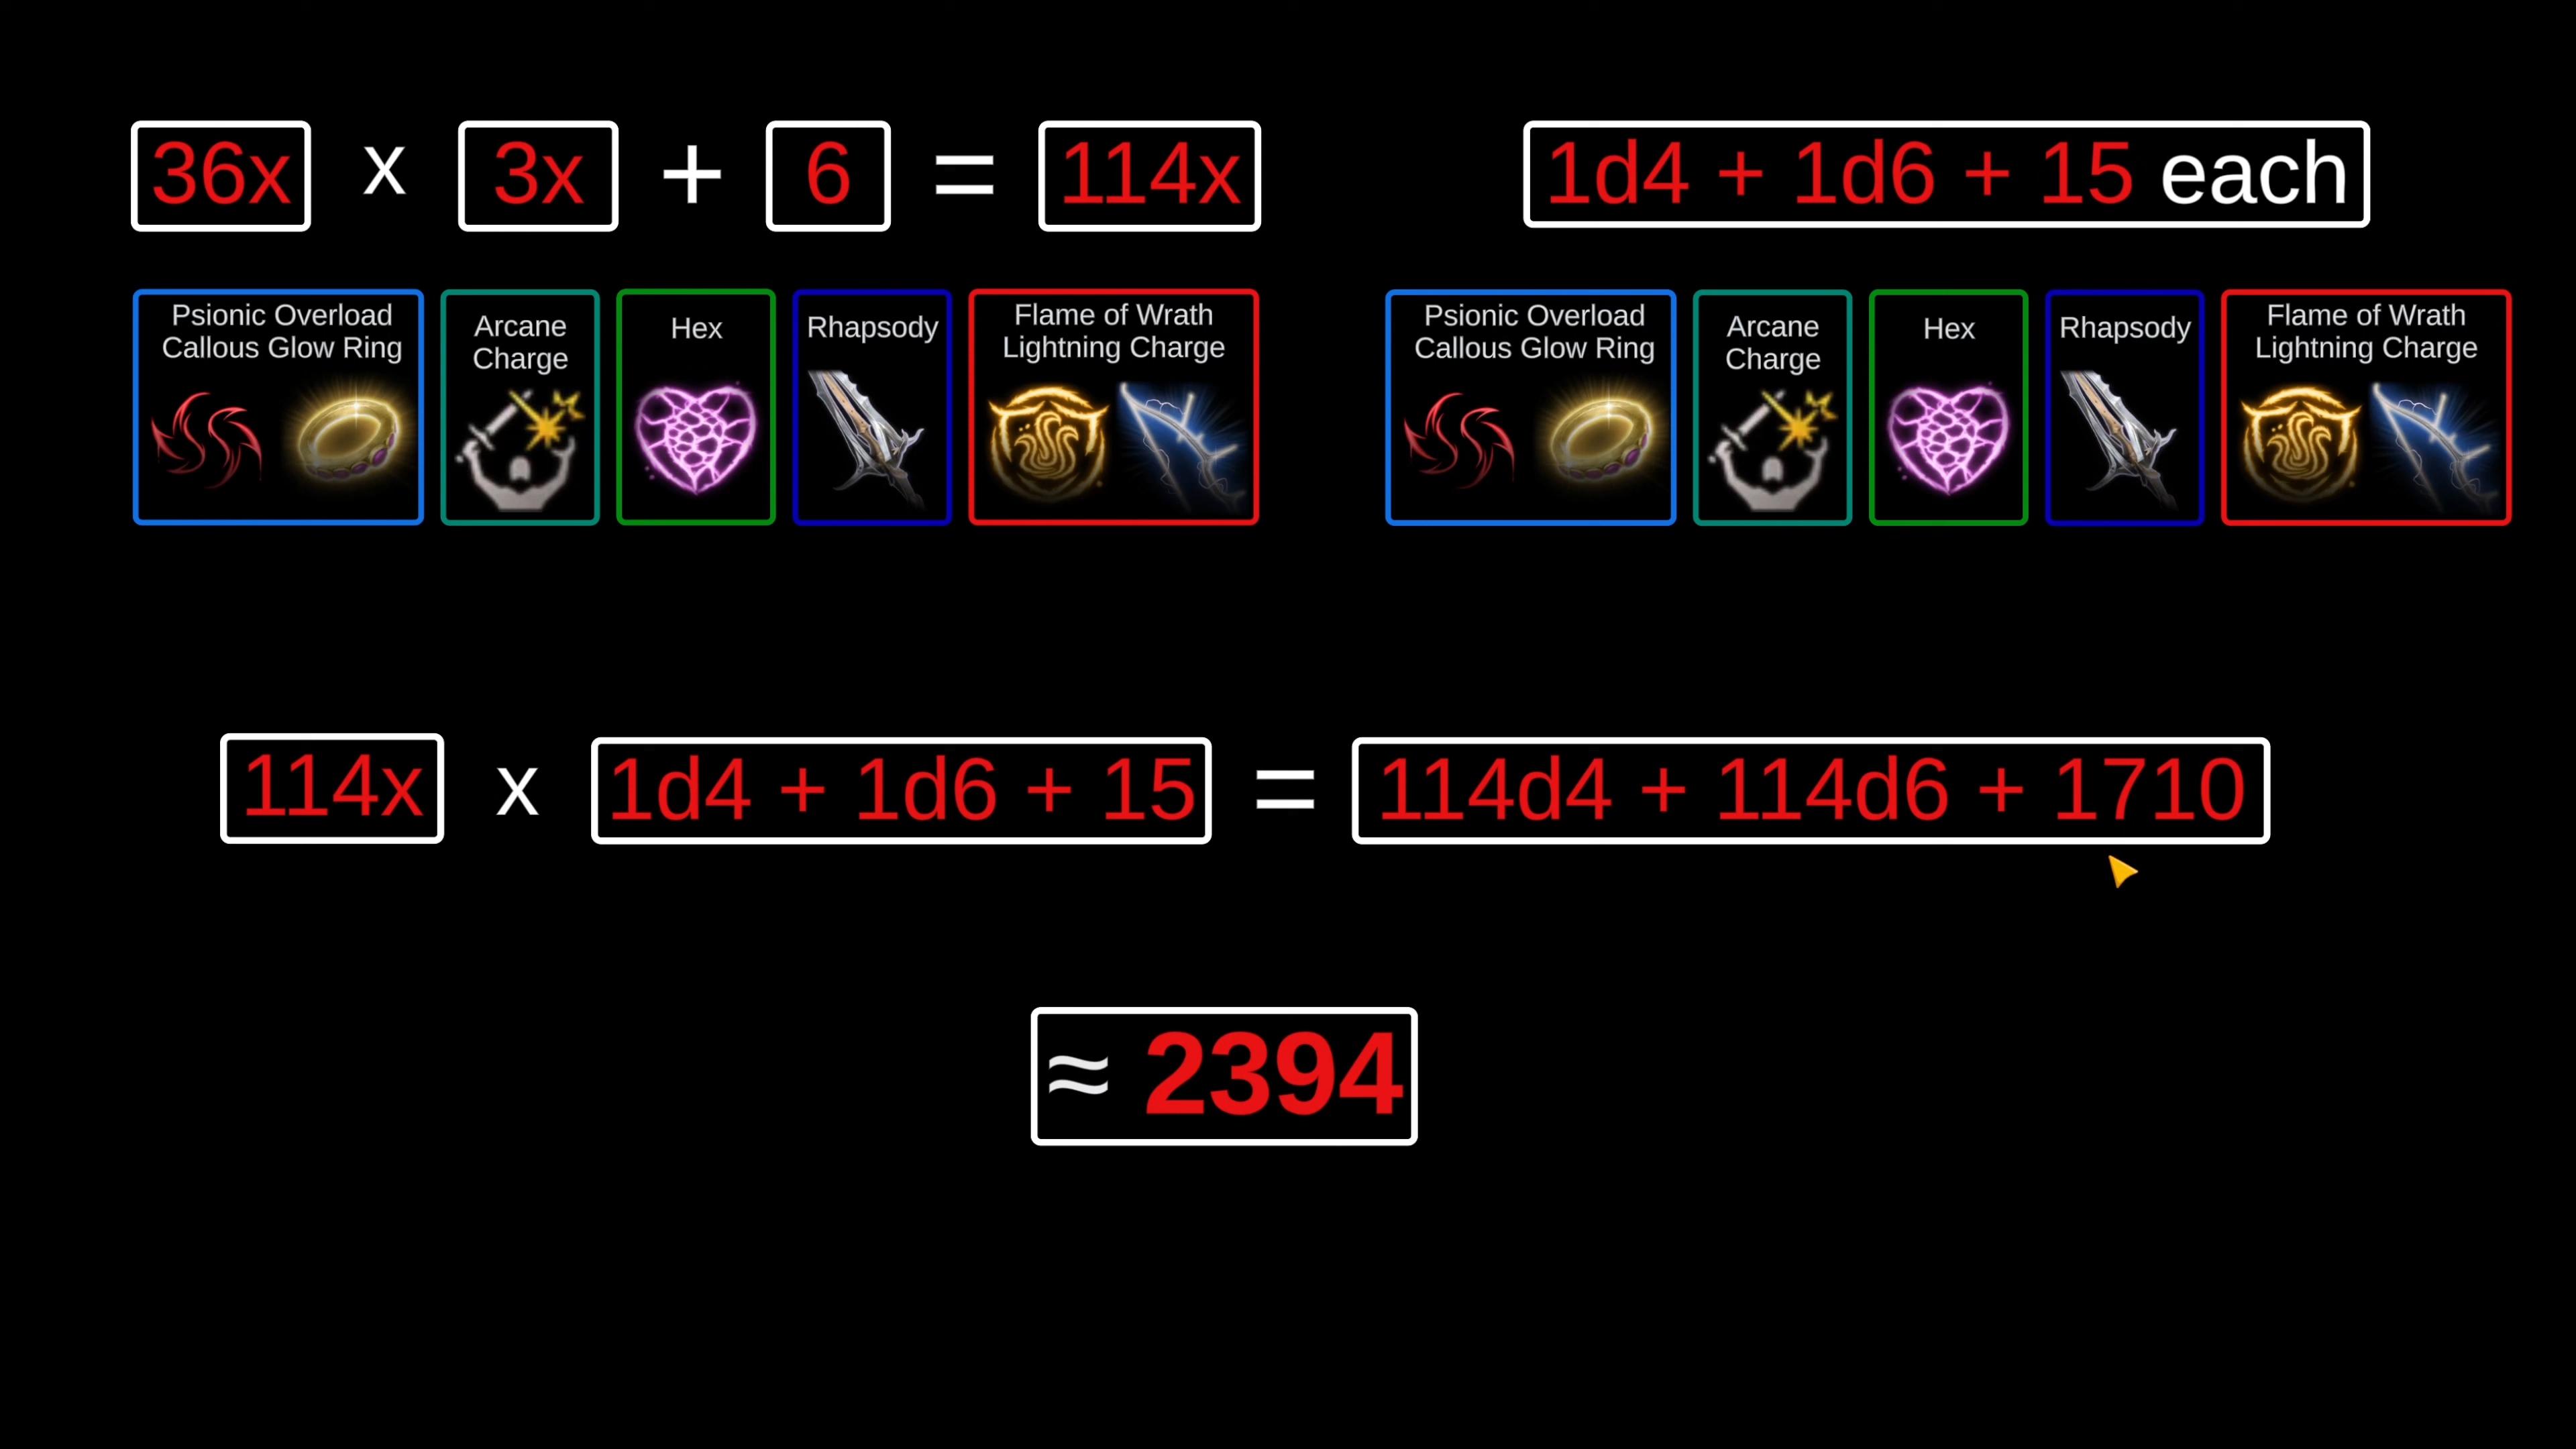 36x x 3x + 6 = 114x
1d4 + 1d6 + 15 each
Psionic Overload
Callous Glow Ring
Arcane
Charge
Hex
Rhapsody
Flame of Wrath
Lightning Charge
Psionic Overload
Callous Glow Ring
Arcane
Charge
Hex
Rhapsody
Flame of Wrath
Lightning Charge
114x x 1d4 + 1d6 + 15 = 114d4 + 114d6 + 1710
≈ 2394